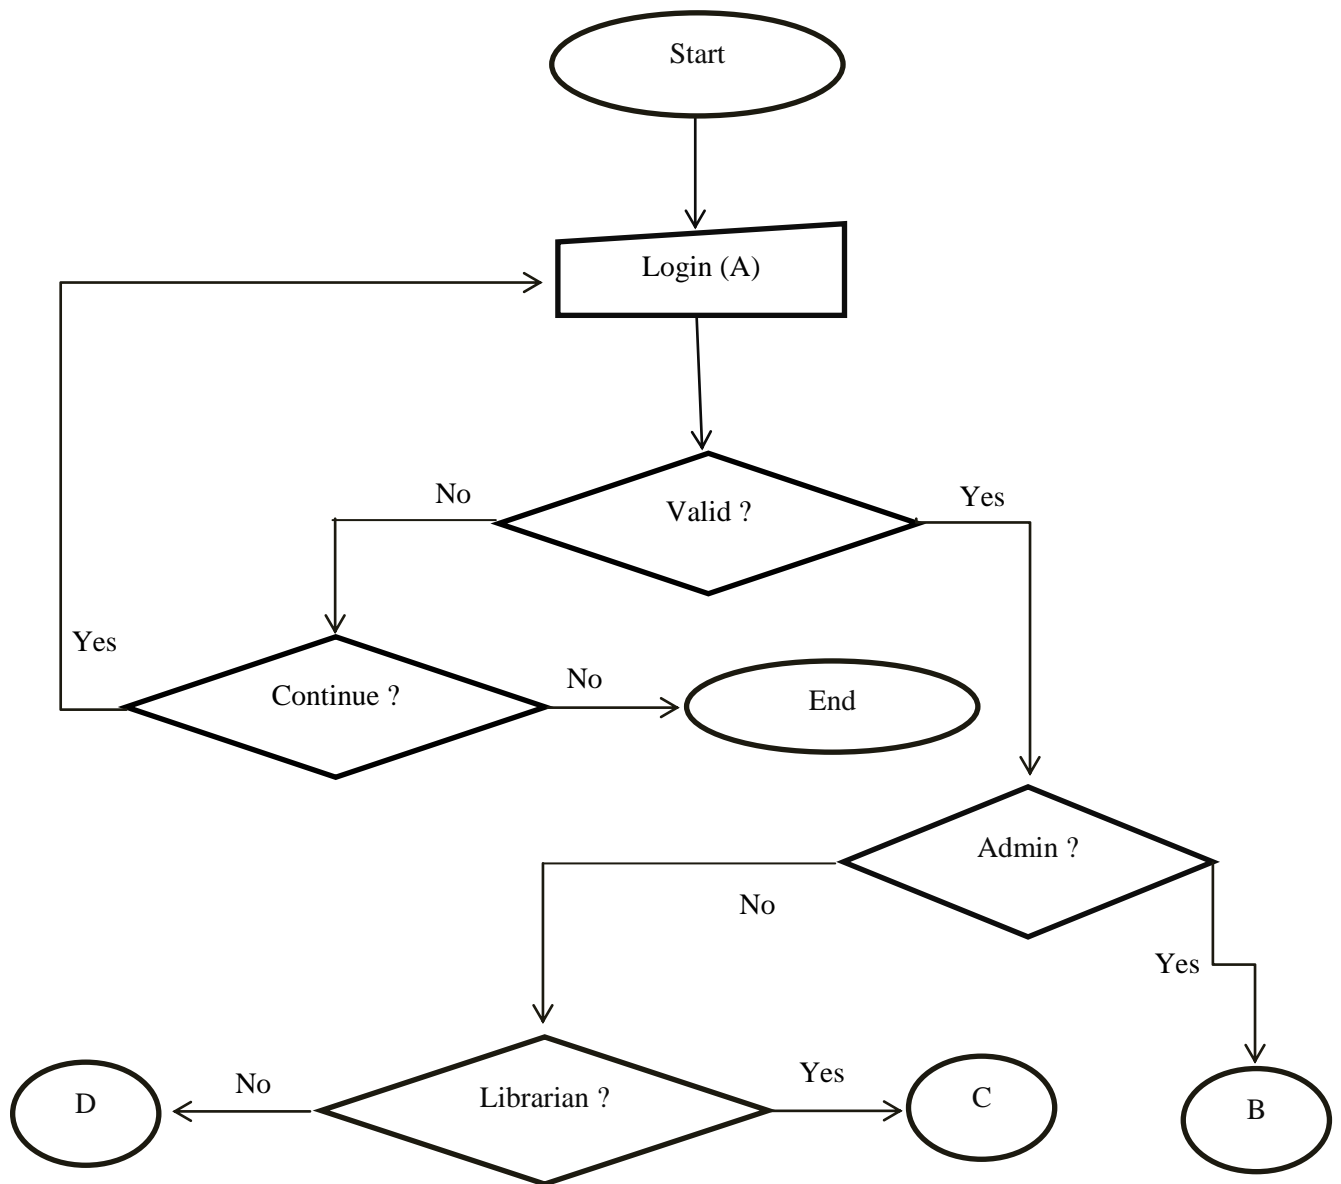 Start
Login (A)
No
Valid ?
Yes
Yes
Continue ?
No
End
Admin ?
No
Yes
D
No
Librarian ?
Yes
C
B